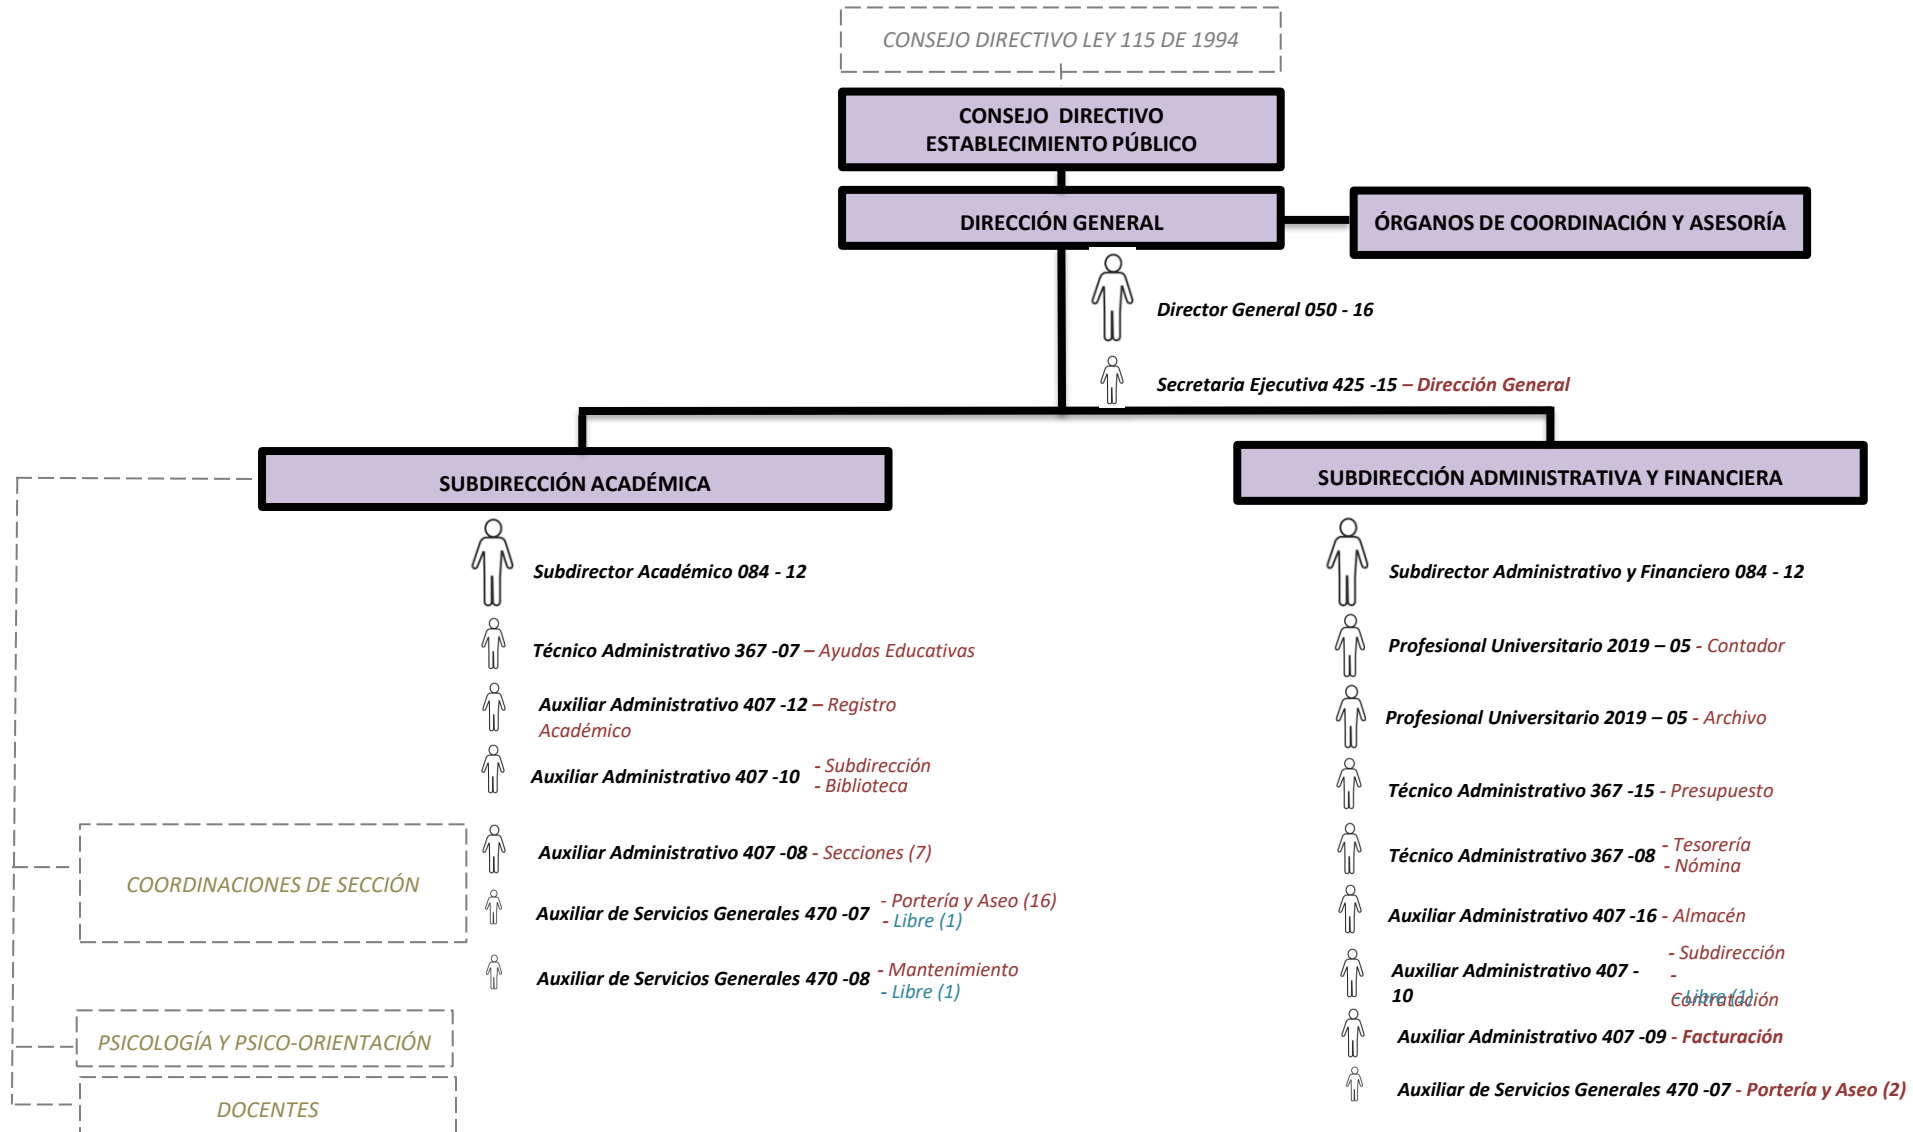 CONSEJO DIRECTIVO LEY 115 DE 1994
CONSEJO DIRECTIVO
ESTABLECIMIENTO PÚBLICO
DIRECCIÓN GENERAL
ÓRGANOS DE COORDINACIÓN Y ASESORÍA
Director General 050 - 16
Secretaria Ejecutiva 425 -15 – Dirección General
SUBDIRECCIÓN ACADÉMICA
Subdirector Académico 084 - 12
Técnico Administrativo 367 -07 – Ayudas Educativas
Auxiliar Administrativo 407 -12 – Registro
Académico
Auxiliar Administrativo 407 -10
- Subdirección
- Biblioteca
Auxiliar Administrativo 407 -08 - Secciones (7)
Auxiliar de Servicios Generales 470 -07
- Portería y Aseo (16)
- Libre (1)
Auxiliar de Servicios Generales 470 -08
- Mantenimiento
- Libre (1)
COORDINACIONES DE SECCIÓN
PSICOLOGÍA Y PSICO-ORIENTACIÓN
DOCENTES
SUBDIRECCIÓN ADMINISTRATIVA Y FINANCIERA
Subdirector Administrativo y Financiero 084 - 12
Profesional Universitario 2019 – 05 - Contador
Profesional Universitario 2019 – 05 - Archivo
Técnico Administrativo 367 -15 - Presupuesto
Técnico Administrativo 367 -08
- Tesorería
- Nómina
Auxiliar Administrativo 407 -16 - Almacén
Auxiliar Administrativo 407 -
10
- Subdirección
-
Contratación
- Libre (1)
Auxiliar Administrativo 407 -09 - Facturación
Auxiliar de Servicios Generales 470 -07 - Portería y Aseo (2)